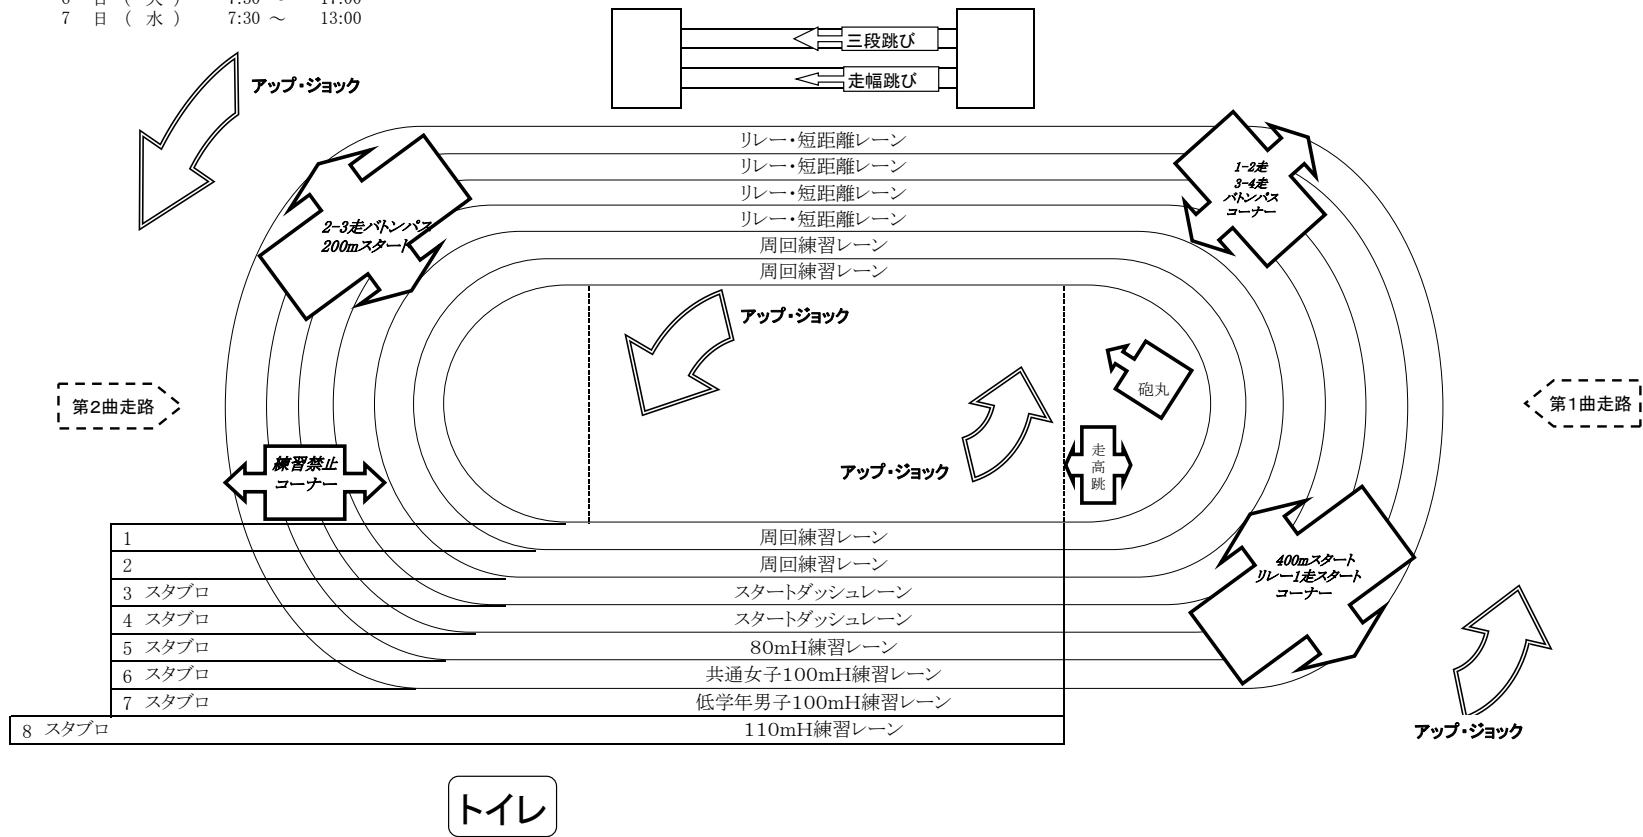 6 日 ( 火 ) 7:30 ～ 17:00
7 日 ( 水 ) 7:30 ～ 13:00
三段跳び
アップ・ジョック
走幅跳び
リレー・短距離レーン
リレー・短距離レーン
リレー・短距離レーン
リレー・短距離レーン
周回練習レーン
周回練習レーン
1-2走
3-4走
バトンパス
コーナー
2-3走バトンパス
200mスタート
アップ・ジョック
砲丸
第2曲走路
第1曲走路
アップ・ジョック
走高跳
練習禁止
コーナー
1 周回練習レーン
2 周回練習レーン
3 スタブロ スタートダッシュレーン
4 スタブロ スタートダッシュレーン
5 スタブロ 80mH練習レーン
6 スタブロ 共通女子100mH練習レーン
7 スタブロ 低学年男子100mH練習レーン
8 スタブロ 110mH練習レーン
400mスタート
リレー1走スタート
コーナー
アップ・ジョック
トイレ